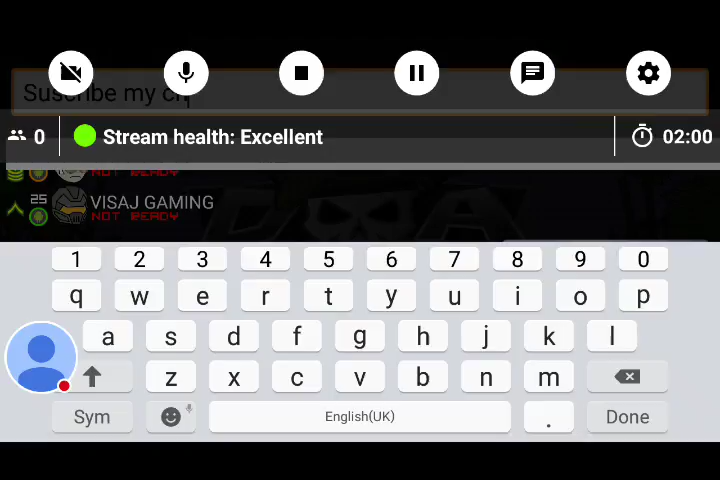 Suscribe my ch
0 Stream health: Excellent 02:00
NOT READY
25 VISAJ GAMING
NOT READY
1 2 3 4 5 6 7 8 9 0
q w e r t y u i o p
a s d f g h j k l
z x c v b n m
Sym English(UK) . Done